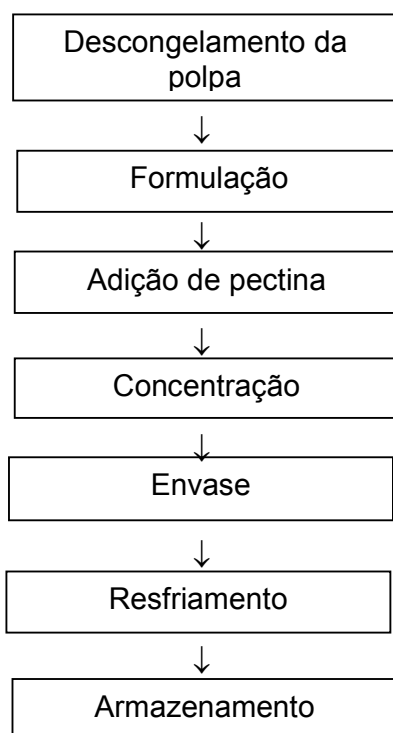 Descongelamento da
polpa
↓
Formulação
↓
Adição de pectina
↓
Concentração
↓
Envase
↓
Resfriamento
↓
Armazenamento